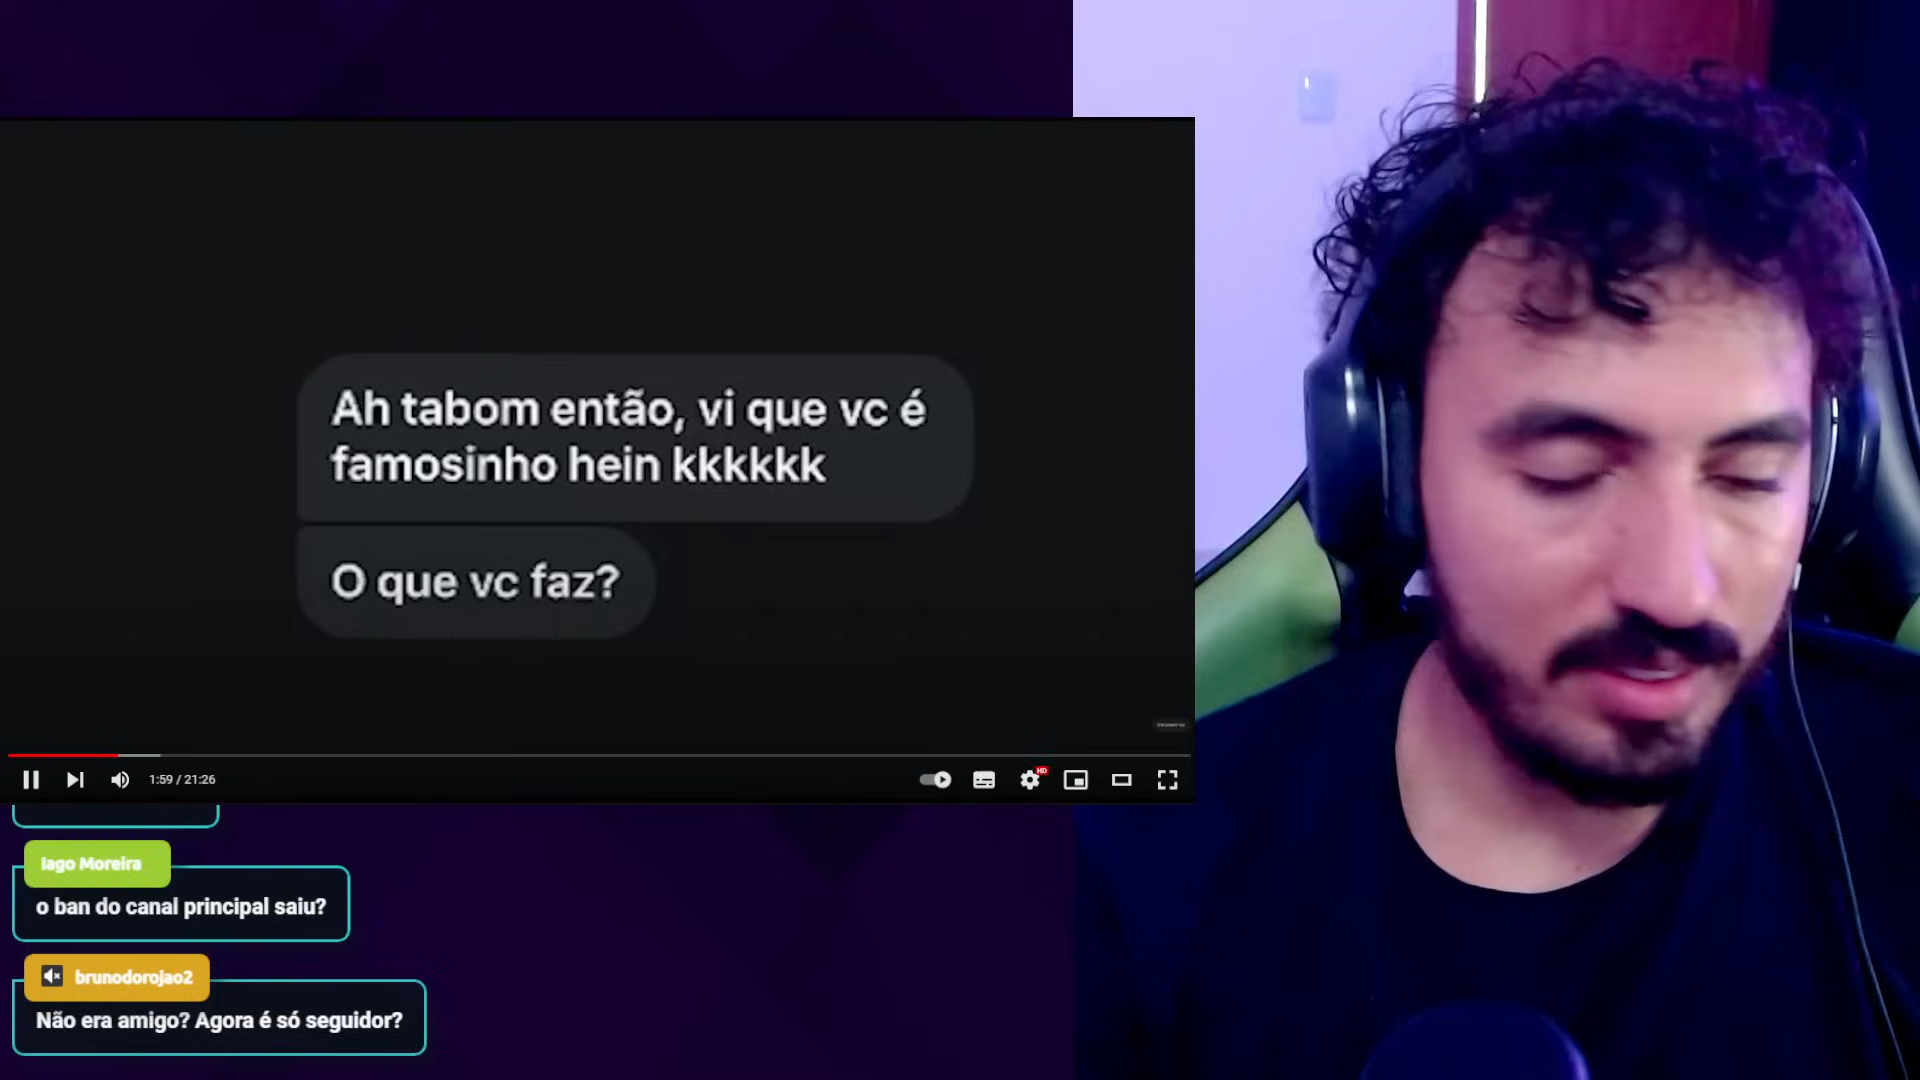 Ah tabom então, vi que vc é
famosinho hein kkkkkk
O que vc faz?
1:59 / 21:26
HD
Iago Moreira
o ban do canal principal saiu?
brunodorojao2
Não era amigo? Agora é só seguidor?